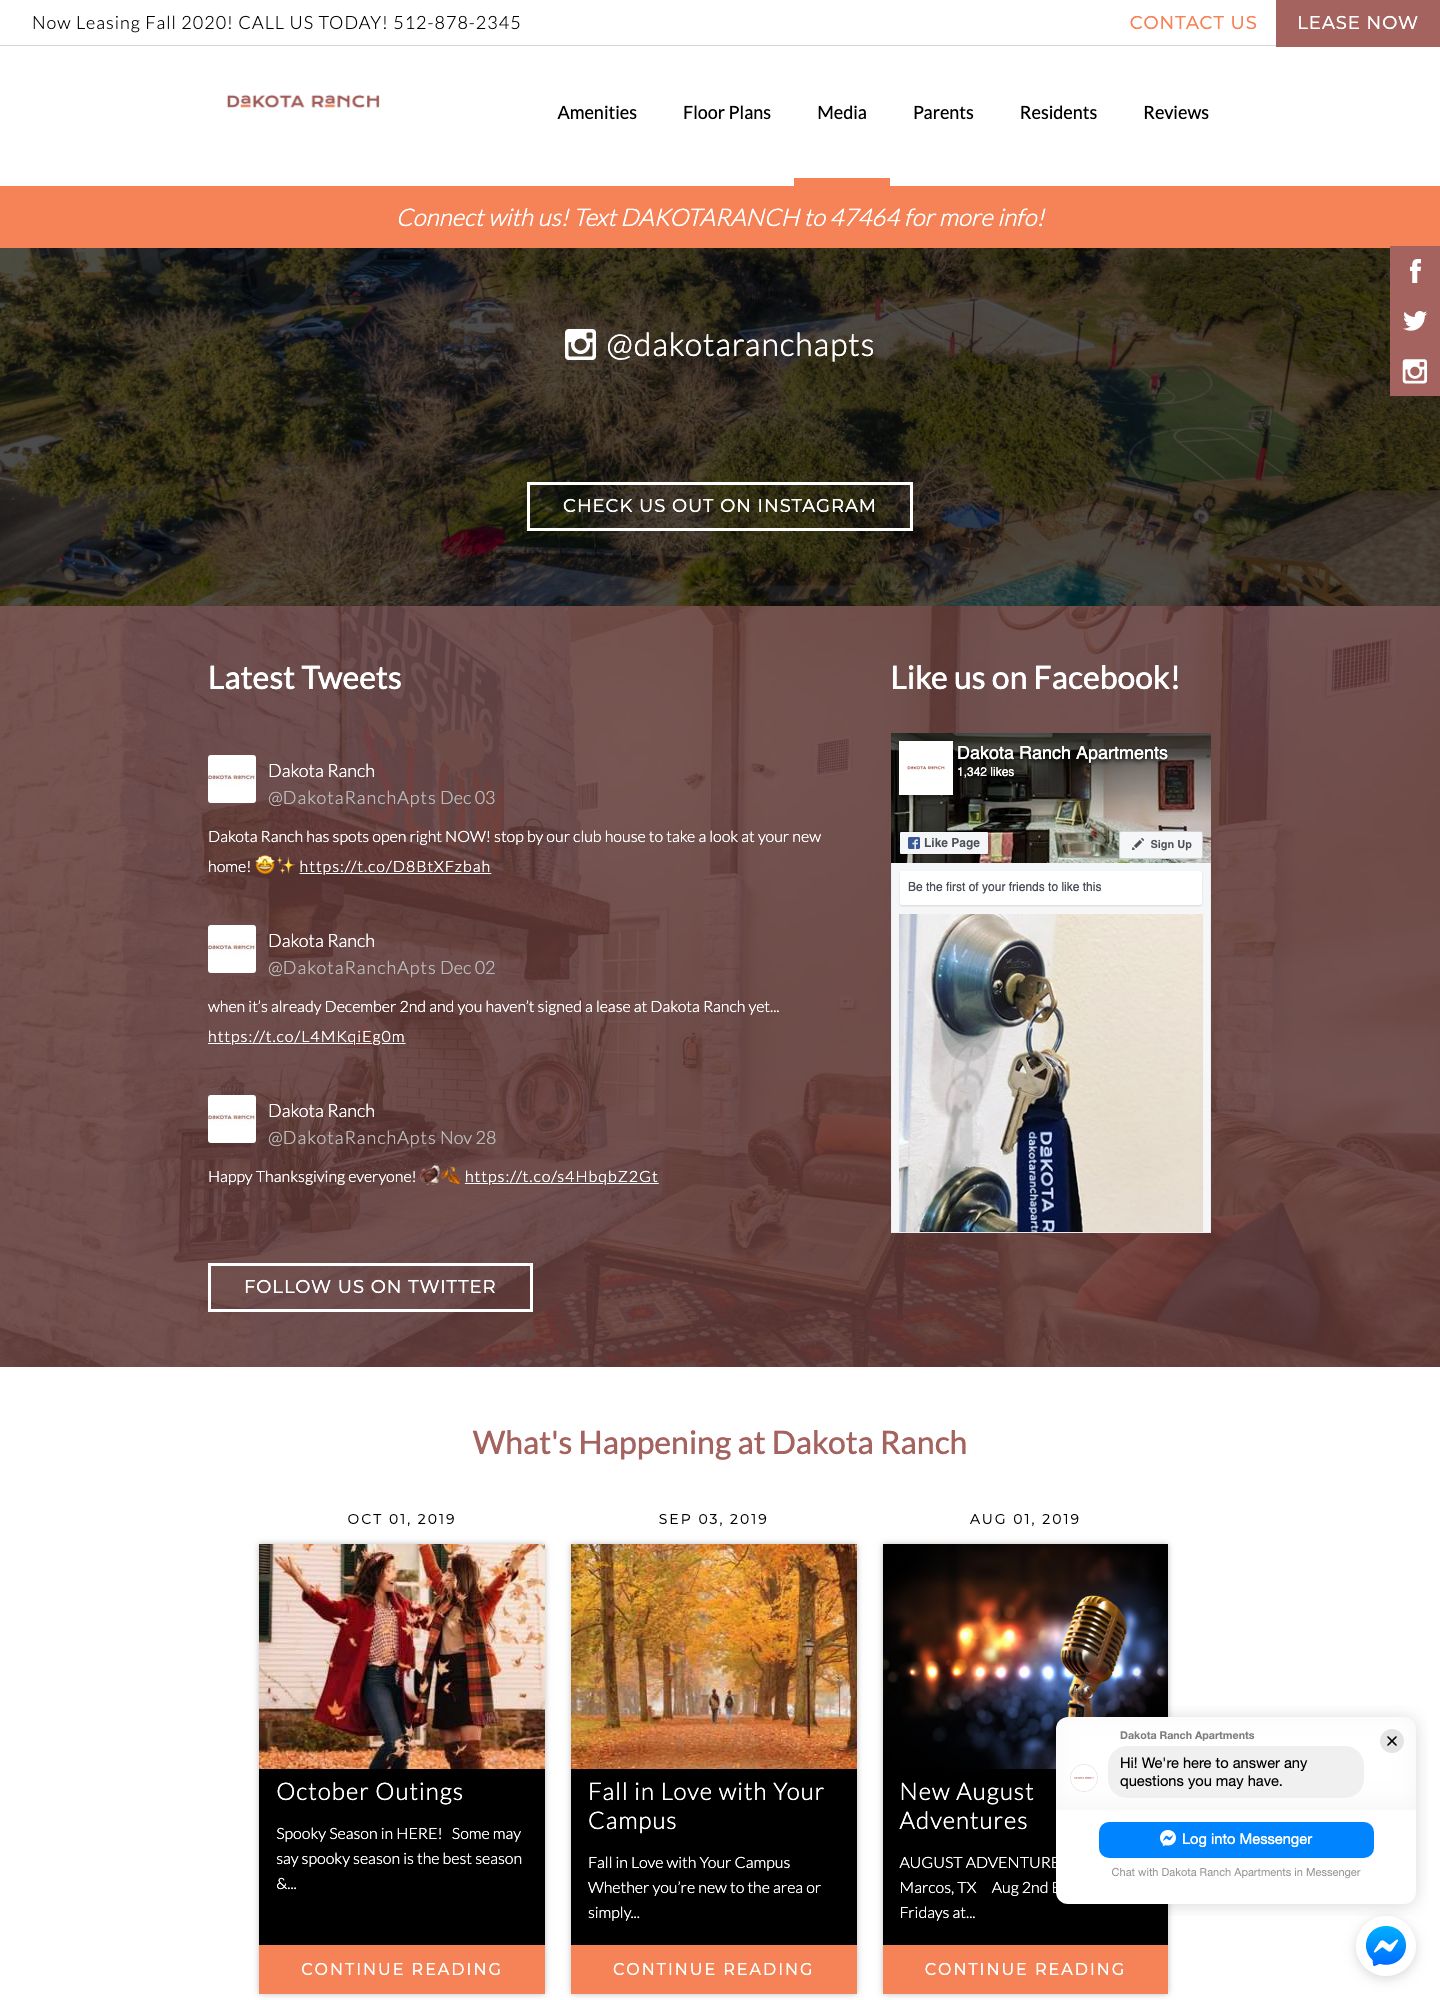 Now Leasing Fall 2020! CALL US TODAY! 512-878-2345
CONTACT US
LEASE NOW
DaKOTA RaNCH
Amenities
Floor Plans
Media
Parents
Residents
Reviews
Connect with us! Text DAKOTARANCH to 47464 for more info!
@dakotaranchapts
CHECK US OUT ON INSTAGRAM
Latest Tweets
Dakota Ranch
@DakotaRanchApts Dec 03
Dakota Ranch has spots open right NOW! stop by our club house to take a look at your new
home! 🤩✨ https://t.co/D8BtXFzbah
Dakota Ranch
@DakotaRanchApts Dec 02
when it’s already December 2nd and you haven’t signed a lease at Dakota Ranch yet...
https://t.co/L4MKqiEg0m
Dakota Ranch
@DakotaRanchApts Nov 28
Happy Thanksgiving everyone! 🦃🍂 https://t.co/s4HbqbZ2Gt
FOLLOW US ON TWITTER
Like us on Facebook!
DaKOTA RaNCH
Dakota Ranch Apartments
1,342 likes
Like Page
Sign Up
Be the first of your friends to like this
DaKOTA R
dakotaranchapart
What's Happening at Dakota Ranch
OCT 01, 2019
October Outings
Spooky Season in HERE! Some may
say spooky season is the best season
&...
CONTINUE READING
SEP 03, 2019
Fall in Love with Your
Campus
Fall in Love with Your Campus
Whether you’re new to the area or
simply...
CONTINUE READING
AUG 01, 2019
New August
Adventures
AUGUST ADVENTURE
Marcos, TX Aug 2nd
Fridays at...
CONTINUE READING
Dakota Ranch Apartments
Hi! We're here to answer any
questions you may have.
Log into Messenger
Chat with Dakota Ranch Apartments in Messenger